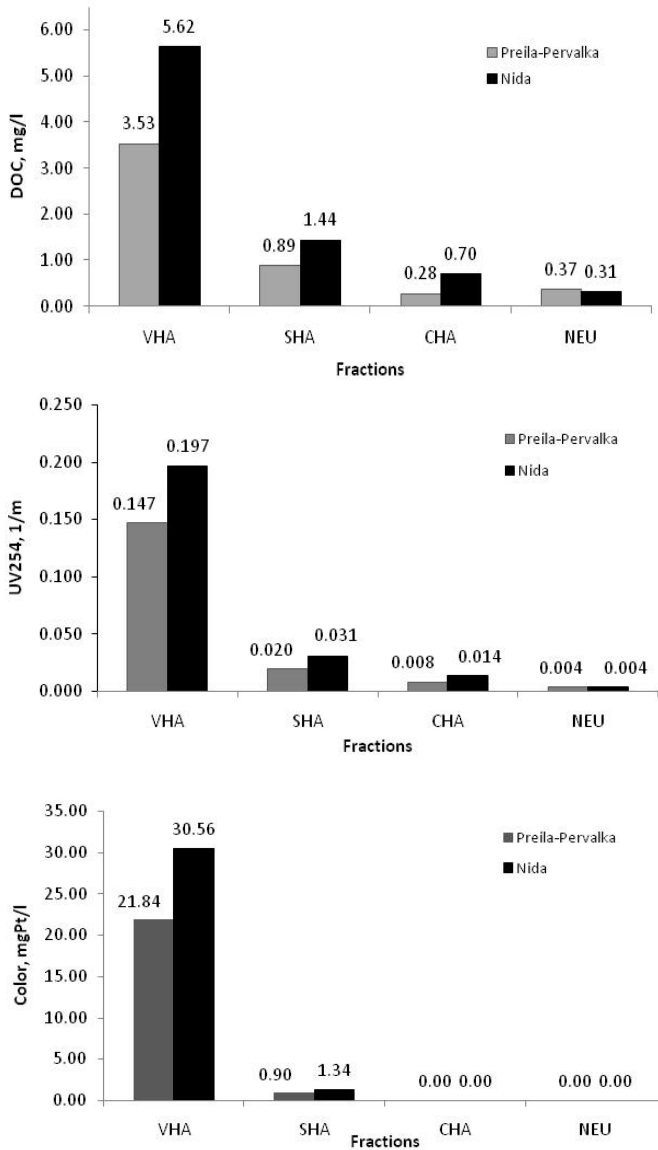 6.00
5.00
4.00
3.00
2.00
1.00
0.00
DOC, mg/l
3.53
5.62
0.89
1.44
0.28
0.70
0.37
0.31
Preila-Pervalka
Nida
VHA
SHA
CHA
NEU
Fractions
0.250
0.200
0.150
0.100
0.050
0.000
UV254, 1/m
0.147
0.197
0.020
0.031
0.008
0.014
0.004
0.004
Preila-Pervalka
Nida
VHA
SHA
CHA
NEU
Fractions
35.00
30.00
25.00
20.00
15.00
10.00
5.00
0.00
Color, mgPt/l
21.84
30.56
0.90
1.34
0.00 0.00
0.00 0.00
Preila-Pervalka
Nida
VHA
SHA
CHA
NEU
Fractions